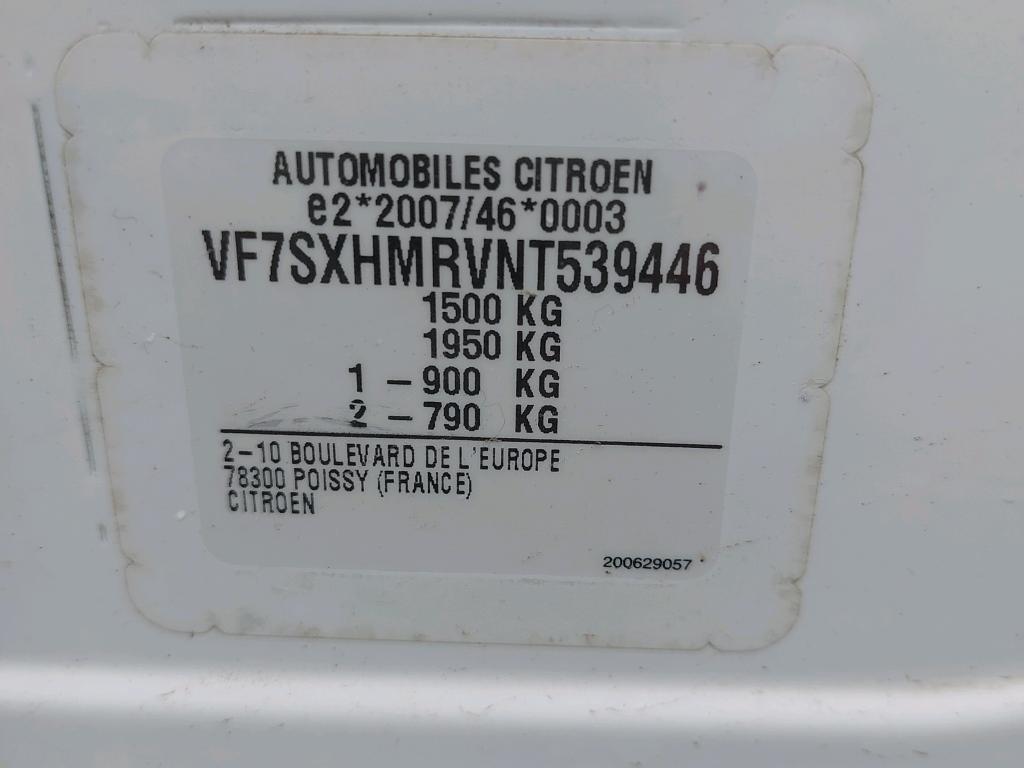 AUTOMOBILES CITROEN
e2*2007/46*0003
VF7SXHMRVNT539446
1500 KG
1950 KG
1 - 900 KG
2 - 790 KG
2-10 BOULEVARD DE L'EUROPE
78300 POISSY (FRANCE)
CITROEN
200629057